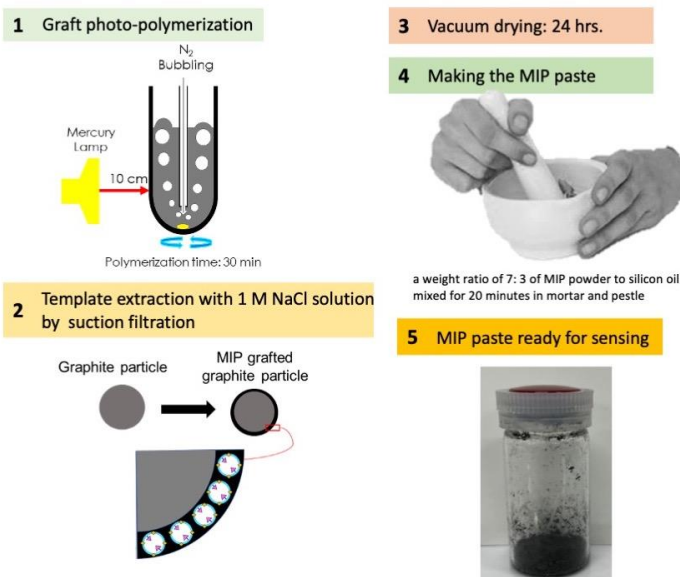 1 Graft photo-polymerization
N₂
Bubbling
Mercury
Lamp
10 cm
Polymerization time: 30 min
2 Template extraction with 1 M NaCl solution
by suction filtration
Graphite particle
MIP grafted
graphite particle
3 Vacuum drying: 24 hrs.
4 Making the MIP paste
a weight ratio of 7: 3 of MIP powder to silicon oil
mixed for 20 minutes in mortar and pestle
5 MIP paste ready for sensing